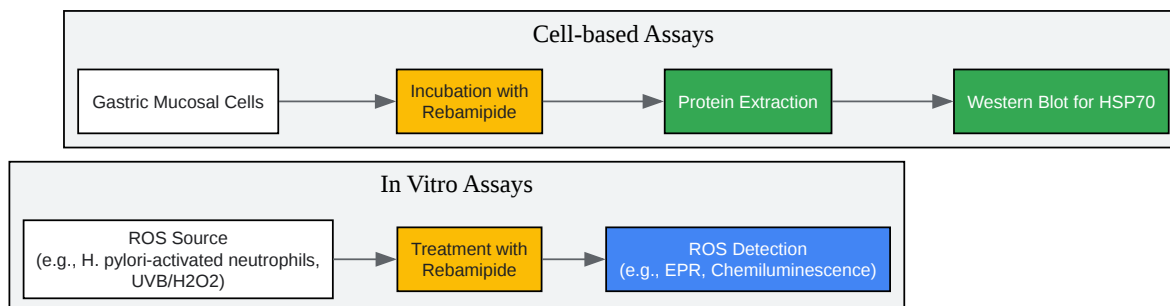 Cell-based Assays
Gastric Mucosal Cells
Incubation with
Rebamipide
Protein Extraction
Western Blot for HSP70
In Vitro Assays
ROS Source
(e.g., H. pylori-activated neutrophils,
UVB/H2O2)
Treatment with
Rebamipide
ROS Detection
(e.g., EPR, Chemiluminescence)